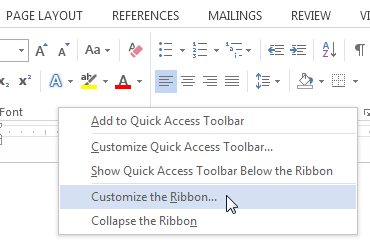 PAGE LAYOUT REFERENCES MAILINGS REVIEW
A A Aa A Z
x₂ x² A ab A
Font
Add to Quick Access Toolbar
Customize Quick Access Toolbar...
Show Quick Access Toolbar Below the Ribbon
Customize the Ribbon...
Collapse the Ribbon